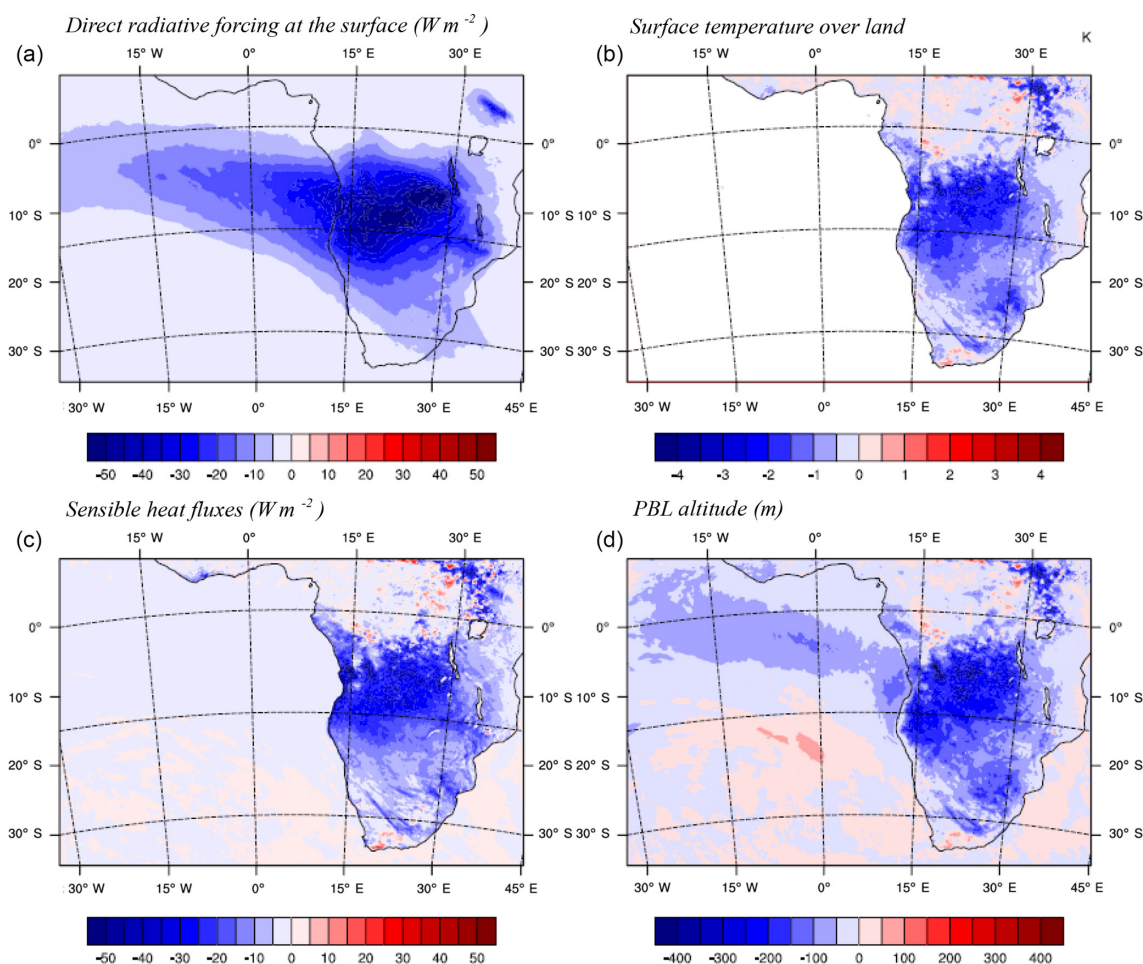 Direct radiative forcing at the surface (W m -2)
Surface temperature over land
K
(a)
15° W 0° 15° E 30° E
(b)
15° W 0° 15° E 30° E
0° 0° 0° 0°
10° S 10° S 10° S 10° S
20° S 20° S 20° S 20° S
30° S 30° S 30° S 30° S
30° W 15° W 0° 15° E 30° E 45° E
30° W 15° W 0° 15° E 30° E 45° E
-50 -40 -30 -20 -10 0 10 20 30 40 50
-4 -3 -2 -1 0 1 2 3 4
Sensible heat fluxes (W m -2)
PBL altitude (m)
(c)
15° W 0° 15° E 30° E
(d)
15° W 0° 15° E 30° E
0° 0° 0° 0°
10° S 10° S 10° S 10° S
20° S 20° S 20° S 20° S
30° S 30° S 30° S 30° S
30° W 15° W 0° 15° E 30° E 45° E
30° W 15° W 0° 15° E 30° E 45° E
-50 -40 -30 -20 -10 0 10 20 30 40 50
-400 -300 -200 -100 0 100 200 300 400